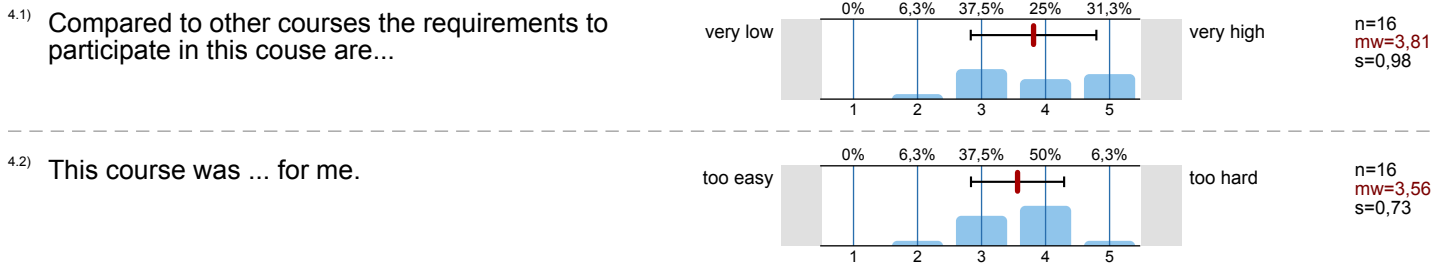 4.1) Compared to other courses the requirements to
participate in this couse are...
very low
0% 6,3% 37,5% 25% 31,3%
1 2 3 4 5
very high
n=16
mw=3,81
s=0,98
4.2) This course was ... for me.
too easy
0% 6,3% 37,5% 50% 6,3%
1 2 3 4 5
too hard
n=16
mw=3,56
s=0,73